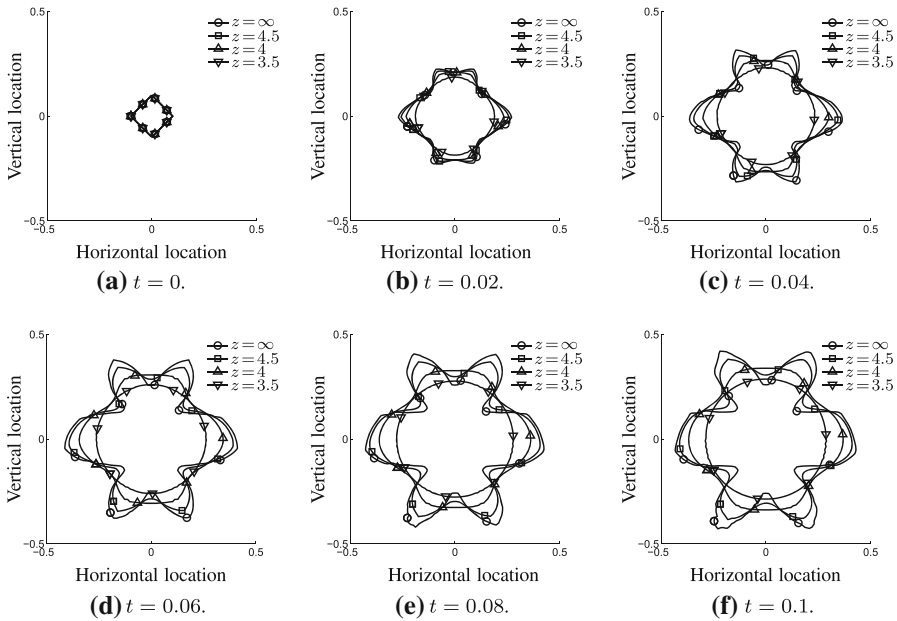 0.5
z = ∞
z = 4.5
z = 4
z = 3.5
Vertical location
0
−0.5
−0.5
0
0.5
Horizontal location
(a) t = 0.
0.5
z = ∞
z = 4.5
z = 4
z = 3.5
Vertical location
0
−0.5
−0.5
0
0.5
Horizontal location
(b) t = 0.02.
0.5
z = ∞
z = 4.5
z = 4
z = 3.5
Vertical location
0
−0.5
−0.5
0
0.5
Horizontal location
(c) t = 0.04.
0.5
z = ∞
z = 4.5
z = 4
z = 3.5
Vertical location
0
−0.5
−0.5
0
0.5
Horizontal location
(d) t = 0.06.
0.5
z = ∞
z = 4.5
z = 4
z = 3.5
Vertical location
0
−0.5
−0.5
0
0.5
Horizontal location
(e) t = 0.08.
0.5
z = ∞
z = 4.5
z = 4
z = 3.5
Vertical location
0
−0.5
−0.5
0
0.5
Horizontal location
(f) t = 0.1.